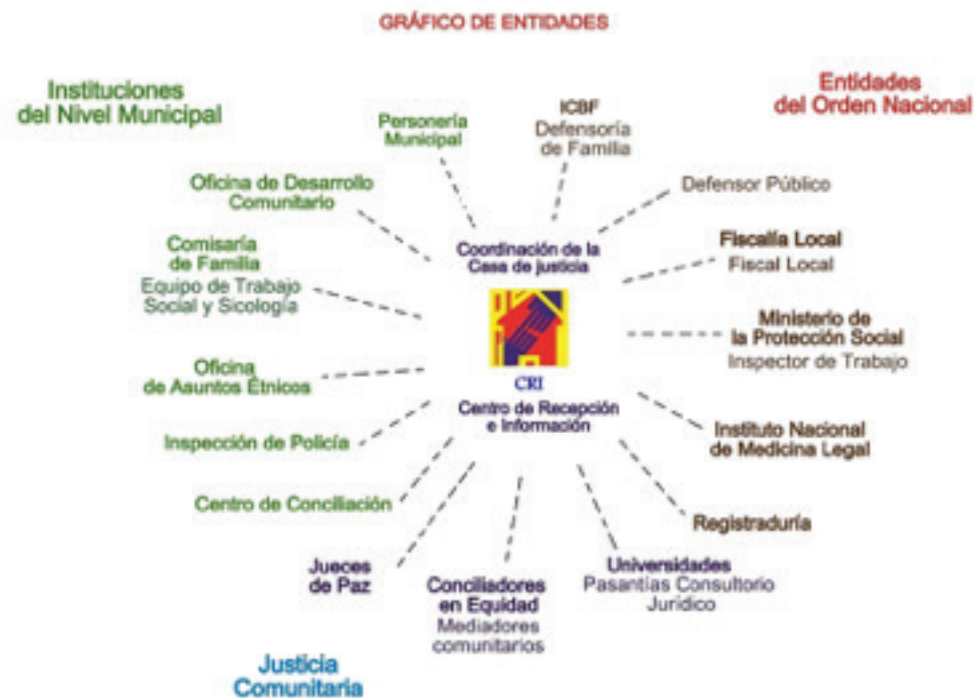 GRÁFICO DE ENTIDADES
Instituciones
del Nivel Municipal
Entidades
del Orden Nacional
Personería
Municipal
ICBF
Defensoría
de Familia
Oficina de Desarrollo
Comunitario
Defensor Público
Comisaría
de Familia
Equipo de Trabajo
Social y Sicología
Coordinación de la
Casa de justicia
Fiscalía Local
Fiscal Local
Ministerio de
la Protección Social
Inspector de Trabajo
Oficina
de Asuntos Étnicos
CRI
Centro de Recepción
e Información
Inspección de Policía
Instituto Nacional
de Medicina Legal
Centro de Conciliación
Registraduría
Jueces
de Paz
Conciliadores
en Equidad
Mediadores
comunitarios
Universidades
Pasantías Consultorio
Jurídico
Justicia
Comunitaria